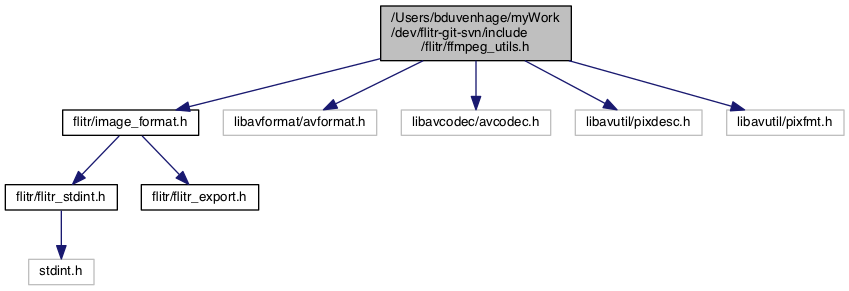 /Users/bduvenhage/myWork
/dev/flitr-git-svn/include
/flitr/ffmpeg_utils.h
flitr/image_format.h
libavformat/avformat.h
libavcodec/avcodec.h
libavutil/pixdesc.h
libavutil/pixfmt.h
flitr/flitr_stdint.h
flitr/flitr_export.h
stdint.h